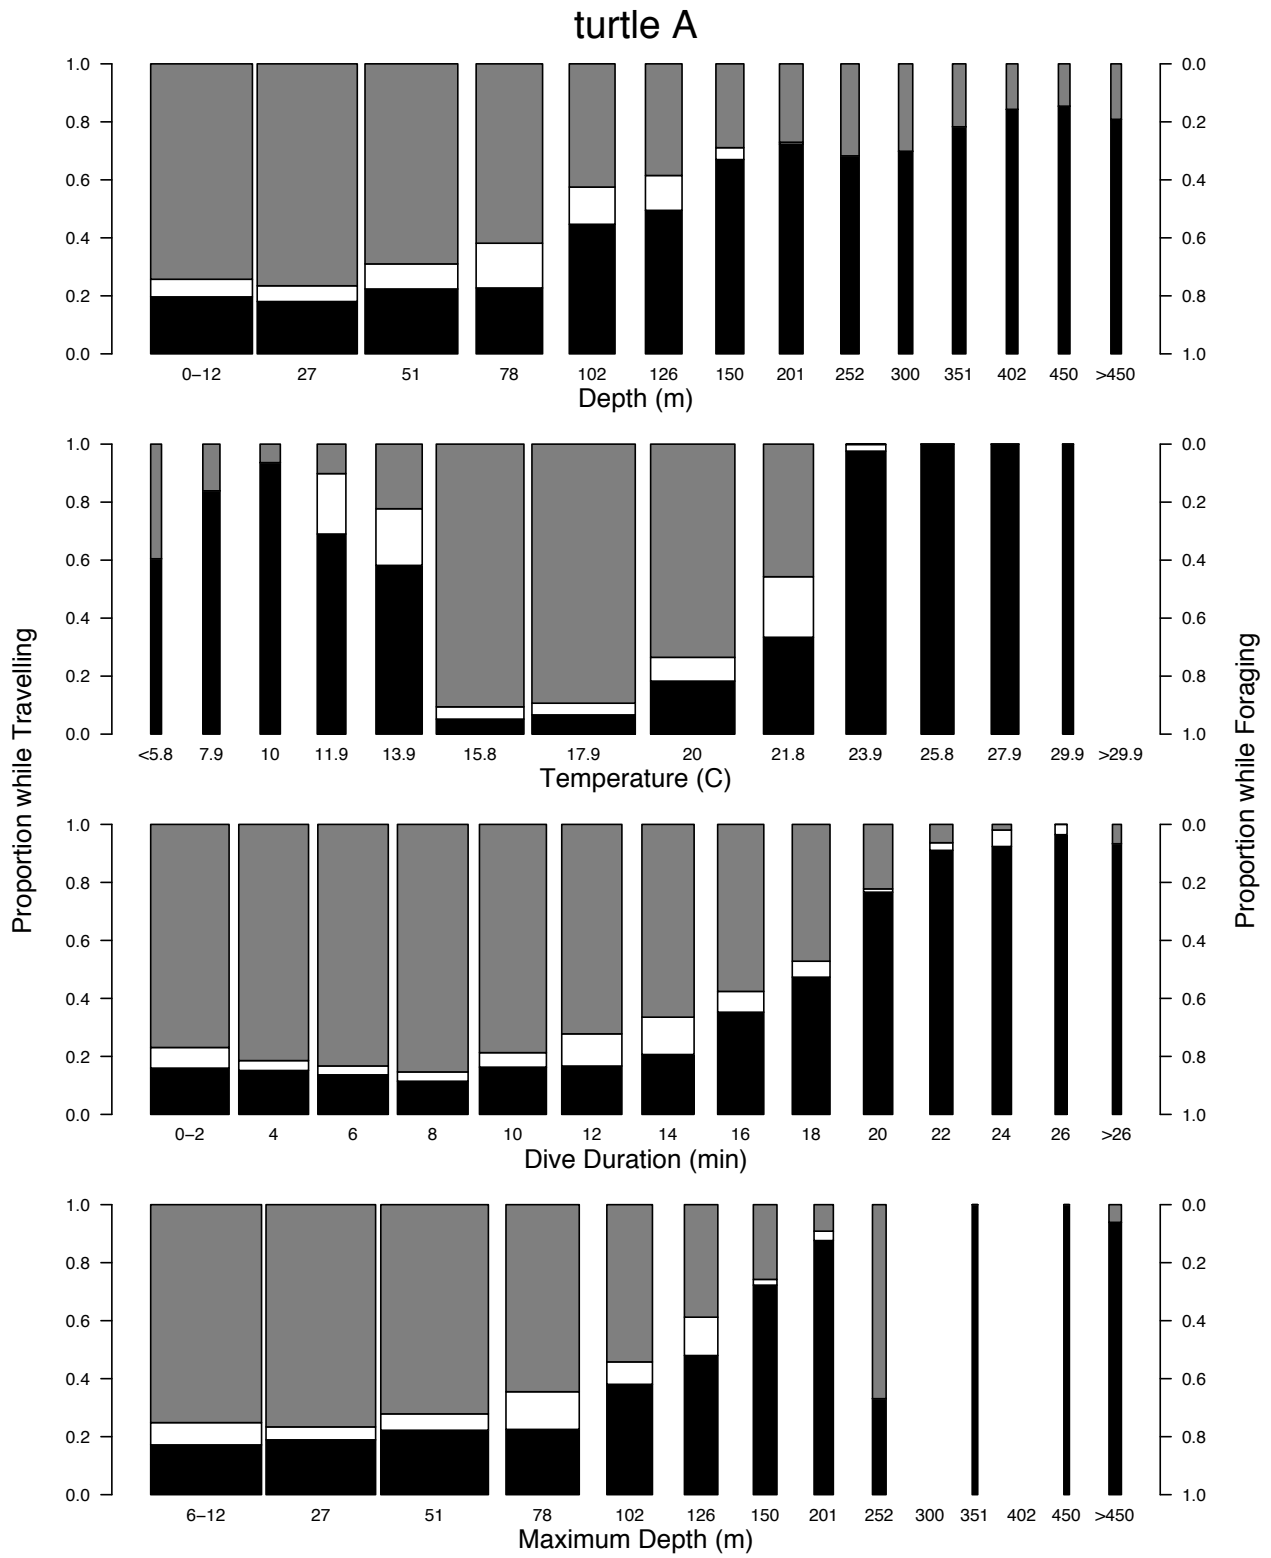 turtle A
1.0 0.0
0.8 0.2
0.6 0.4
0.4 0.6
0.2 0.8
0.0 1.0
0−12 27 51 78 102 126 150 201 252 300 351 402 450 >450
Depth (m)
1.0 0.0
0.8 0.2
0.6 0.4
0.4 0.6
0.2 0.8
0.0 1.0
<5.8 7.9 10 11.9 13.9 15.8 17.9 20 21.8 23.9 25.8 27.9 29.9 >29.9
Temperature (C)
Proportion while Travelling
Proportion while Foraging
1.0 0.0
0.8 0.2
0.6 0.4
0.4 0.6
0.2 0.8
0.0 1.0
0−2 4 6 8 10 12 14 16 18 20 22 24 26 >26
Dive Duration (min)
1.0 0.0
0.8 0.2
0.6 0.4
0.4 0.6
0.2 0.8
0.0 1.0
6−12 27 51 78 102 126 150 201 252 300 351 402 450 >450
Maximum Depth (m)